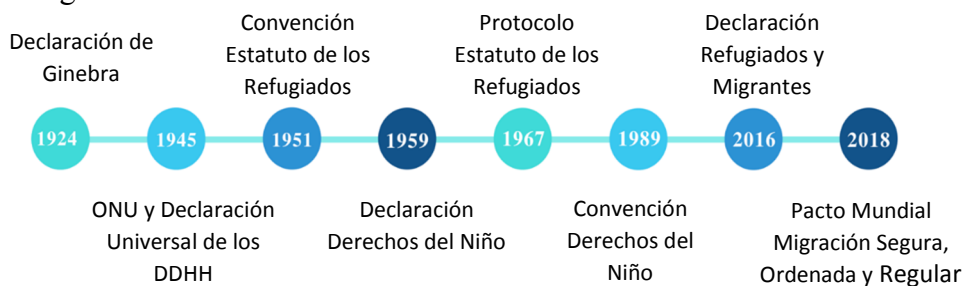 Declaración de
Ginebra
Convención
Estatuto de los
Refugiados
Protocolo
Estatuto de los
Refugiados
Declaración
Refugiados y
Migrantes
1924
1945
1951
1959
1967
1989
2016
2018
ONU y Declaración
Universal de los
DDHH
Declaración
Derechos del Niño
Convención
Derechos del
Niño
Pacto Mundial
Migración Segura,
Ordenada y Regular